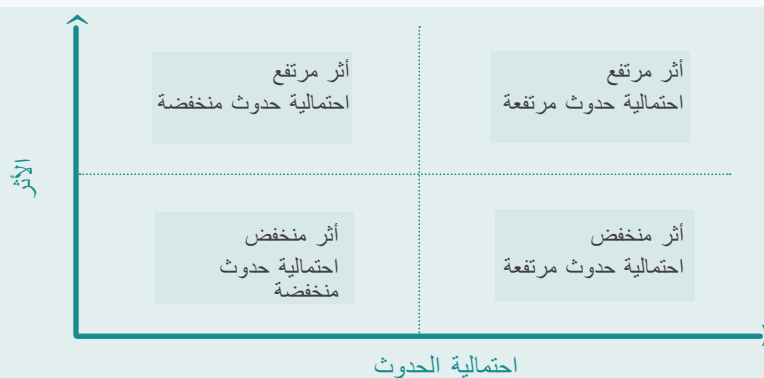 أثر مرتفع
احتمالية حدوث مرتفعة
أثر مرتفع
احتمالية حدوث منخفضة
الأثر
أثر منخفض
احتمالية حدوث مرتفعة
أثر منخفض
احتمالية حدوث
منخفضة
احتمالية الحدوث